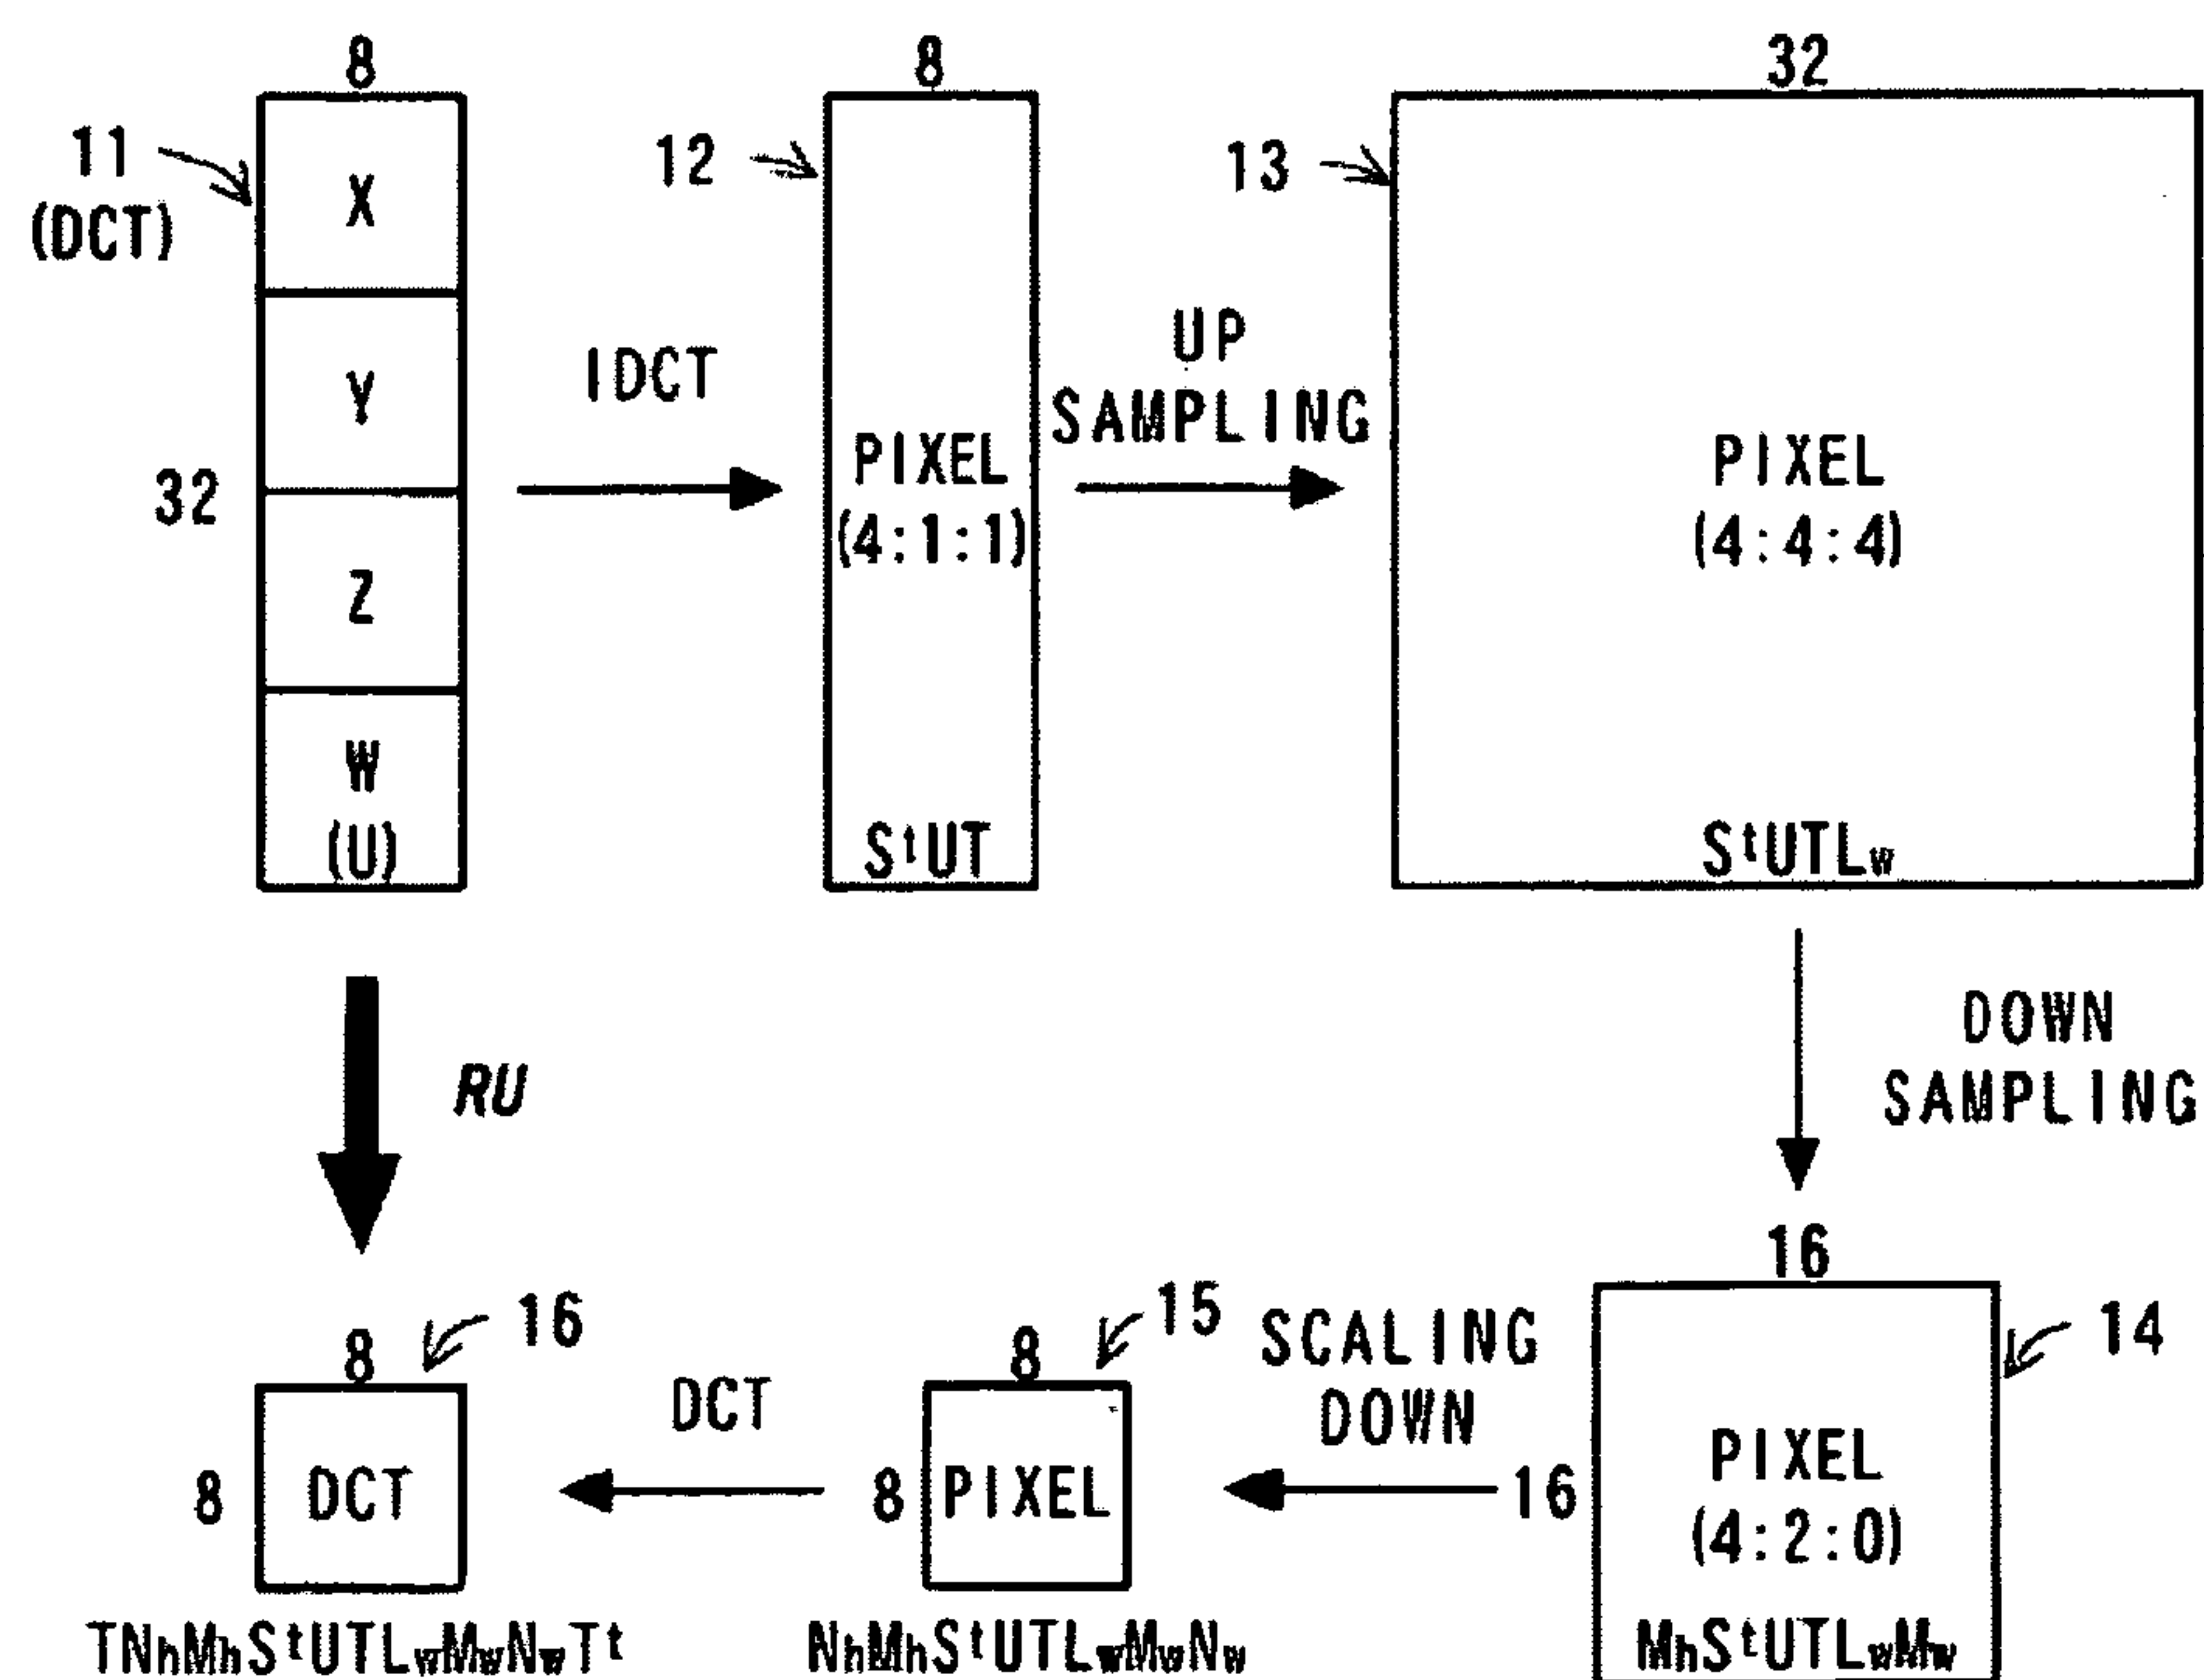 8
8
32
11
(DCT)
12
13
X
Y
Z
W
(U)
32
IDCT
PIXEL
(4:1:1)
StUT
UP
SAMPLING
PIXEL
(4:4:4)
StUTLw
RU
DOWN
SAMPLING
16
14
PIXEL
(4:2:0)
16
MhStUTLwMw
SCALING
DOWN
15
8
8
PIXEL
NhMhStUTLwMwNw
DCT
16
8
8
DCT
TNhMhStUTLwMwNwTt